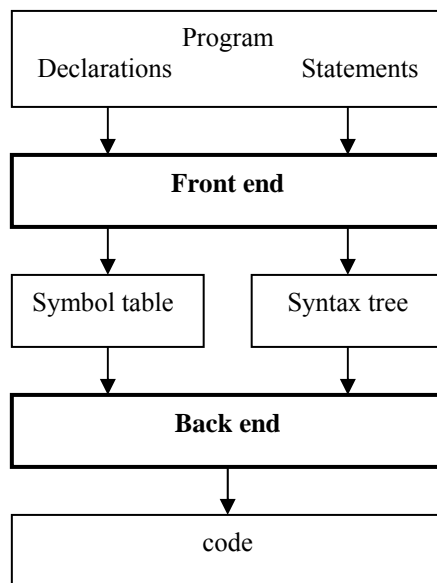 Program
Declarations Statements
Front end
Symbol table Syntax tree
Back end
code